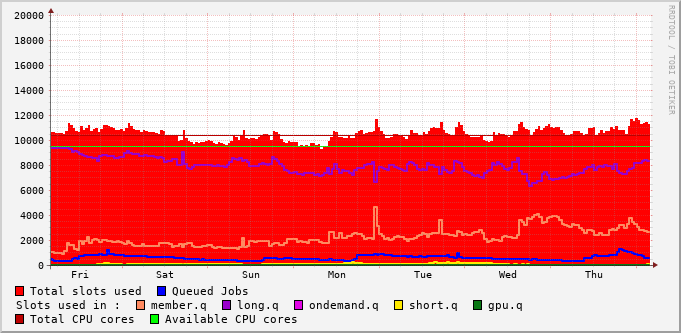 RRDTOOL / TOBI OETIKER
20000
18000
16000
14000
12000
10000
8000
6000
4000
2000
0
Fri Sat Sun Mon Tue Wed Thu
Total slots used Queued Jobs
Slots used in : member.q long.q ondemand.q short.q gpu.q
Total CPU cores Available CPU cores